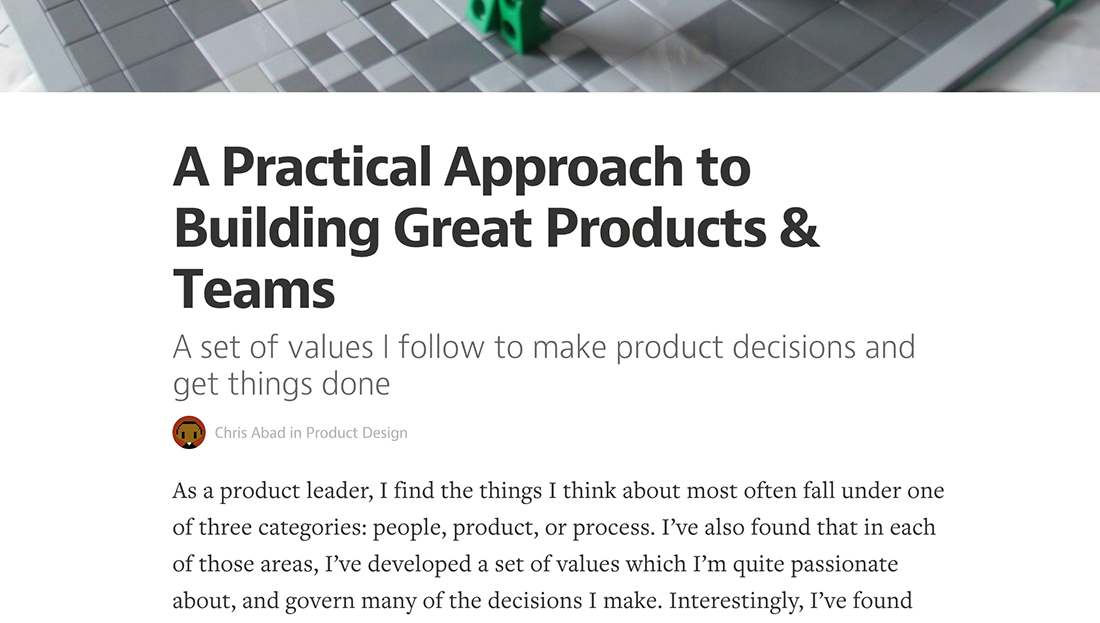 A Practical Approach to
Building Great Products &
Teams
A set of values I follow to make product decisions and
get things done
Chris Abad in Product Design
As a product leader, I find the things I think about most often fall under one
of three categories: people, product, or process. I’ve also found that in each
of those areas, I’ve developed a set of values which I’m quite passionate
about, and govern many of the decisions I make. Interestingly, I’ve found